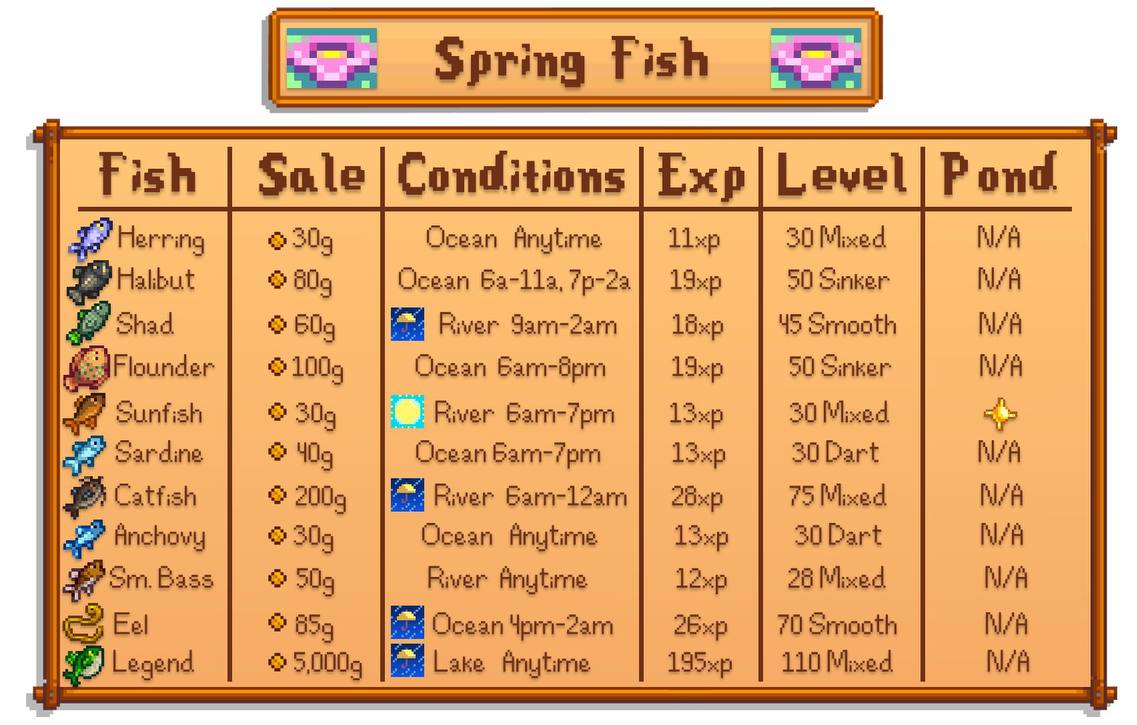 Spring Fish
Fish Sale Conditions Exp Level Pond
Herring 30g Ocean Anytime 11xp 30 Mixed N/A
Halibut 80g Ocean 6a-11a, 7p-2a 19xp 50 Sinker N/A
Shad 60g River 9am-2am 18xp 45 Smooth N/A
Flounder 100g Ocean 6am-8pm 19xp 50 Sinker N/A
Sunfish 30g River 6am-7pm 13xp 30 Mixed
Sardine 40g Ocean 6am-7pm 13xp 30 Dart N/A
Catfish 200g River 6am-12am 28xp 75 Mixed N/A
Anchovy 30g Ocean Anytime 13xp 30 Dart N/A
Sm. Bass 50g River Anytime 12xp 28 Mixed N/A
Eel 85g Ocean 4pm-2am 26xp 70 Smooth N/A
Legend 5,000g Lake Anytime 195xp 110 Mixed N/A